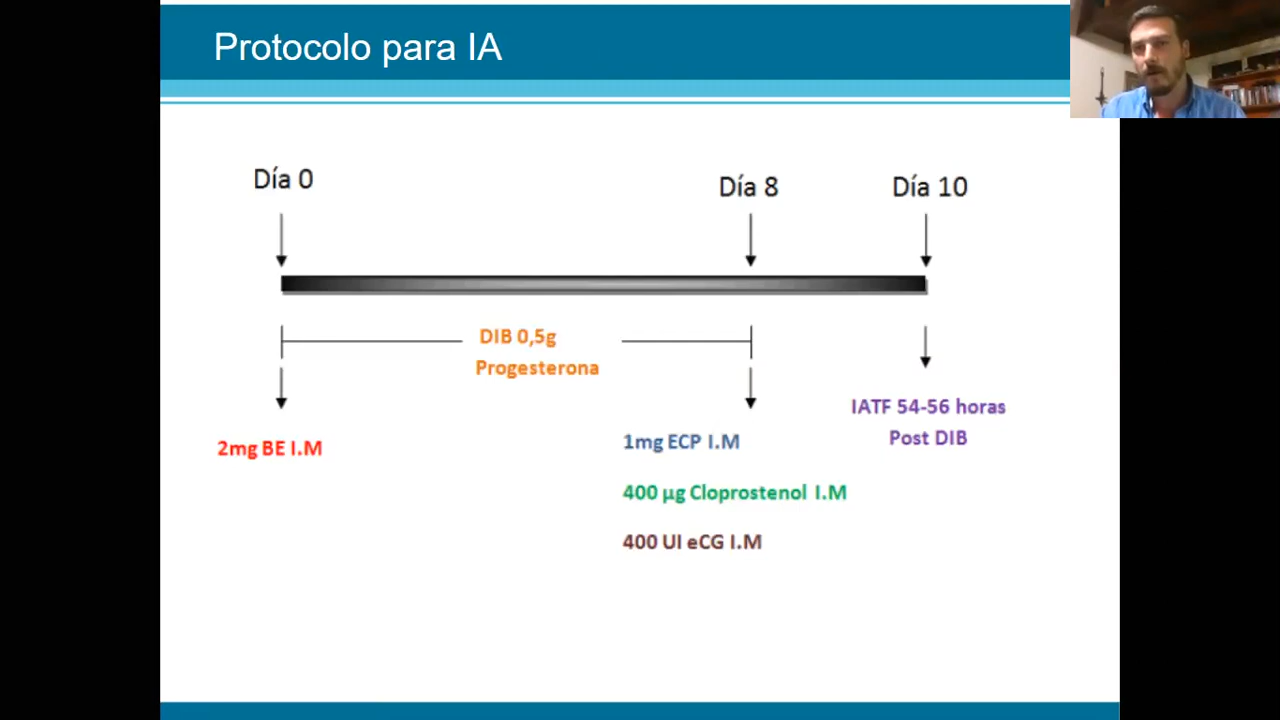 Protocolo para IA
Día 0
Día 8
Día 10
DIB 0,5g
Progesterona
IATF 54-56 horas
Post DIB
2mg BE I.M
1mg ECP I.M
400 µg Cloprostenol I.M
400 UI eCG I.M